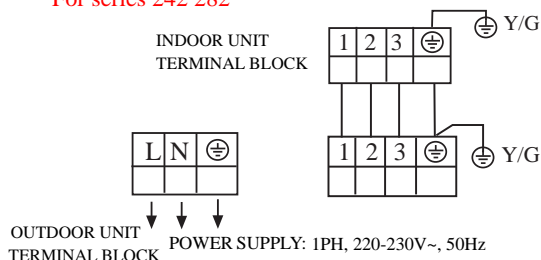 For series 242 282
INDOOR UNIT
TERMINAL BLOCK
1 2 3
Y/G
L N
1 2 3
Y/G
OUTDOOR UNIT
TERMINAL BLOCK
POWER SUPPLY: 1PH, 220-230V~, 50Hz